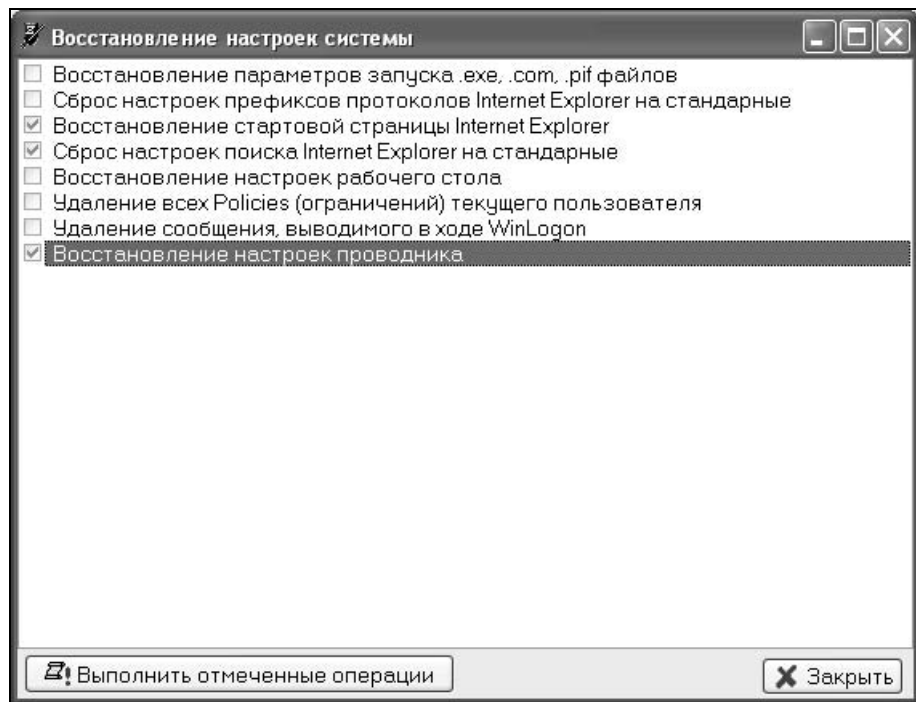 Восстановление настроек системы
Восстановление параметров запуска .exe, .com, .pif файлов
Сброс настроек префиксов протоколов Internet Explorer на стандарные
Восстановление стартовой страницы Internet Explorer
Сброс настроек поиска Internet Explorer на стандарные
Восстановление настроек рабочего стола
Удаление всех Policies (ограничений) текущего пользователя
Удаление сообщения, выводимого в ходе WinLogon
Восстановление настроек проводника
Выполнить отмеченные операции
Закрыть